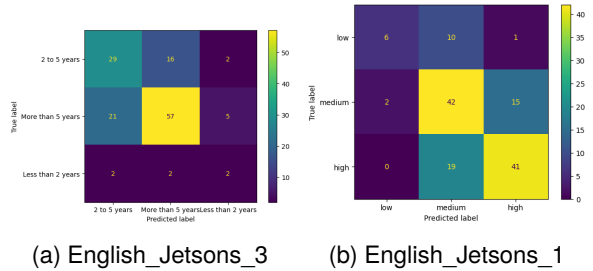 2 to 5 years
More than 5 years
Less than 2 years
True label
29 16 2
21 57 5
2 2 2
2 to 5 years More than 5 years Less than 2 years
Predicted label
50
40
30
20
10
(a) English_Jetsons_3
low
medium
high
True label
6 10 1
2 42 15
0 19 41
low medium high
Predicted label
40
35
30
25
20
15
10
5
0
(b) English_Jetsons_1